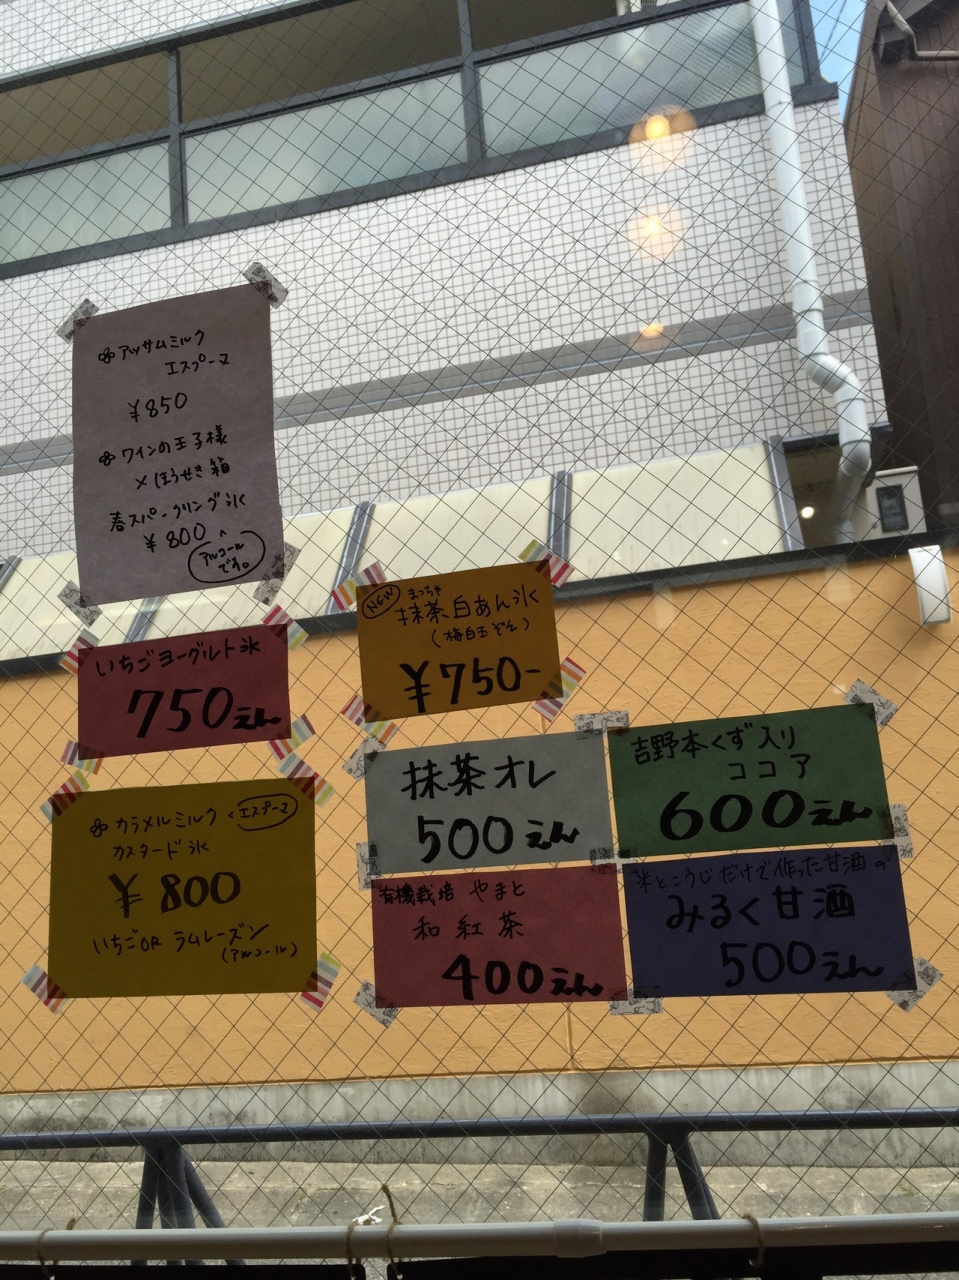 アッサムミルク
エスプーマ
¥850
ワインの王子様
×ほうせき箱
春スパークリング氷
¥800
アルコール
です。
いちごヨーグルト氷
750えん
カラメルミルク
エスプーマ
カスタード氷
¥800
いちごOR ラムレーズン
(アルコール)
NEW
まっちゃ
抹茶白あん氷
(梅白玉ぞえ)
¥750-
抹茶オレ
500えん
吉野本くず入り
ココア
600えん
有機栽培 やまと
和紅茶
400えん
米とこうじだけで作った甘酒の
みるく甘酒
500えん